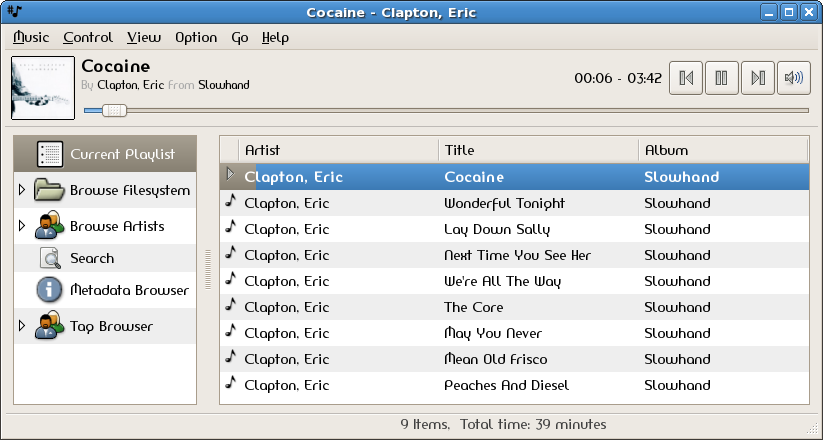 Cocaine - Clapton, Eric
Music Control View Option Go Help
Cocaine
By Clapton, Eric From Slowhand
00:06 - 03:42
Current Playlist
Browse Filesystem
Browse Artists
Search
Metadata Browser
Tag Browser
Artist Title Album
Clapton, Eric Cocaine Slowhand
Clapton, Eric Wonderful Tonight Slowhand
Clapton, Eric Lay Down Sally Slowhand
Clapton, Eric Next Time You See Her Slowhand
Clapton, Eric We're All The Way Slowhand
Clapton, Eric The Core Slowhand
Clapton, Eric May You Never Slowhand
Clapton, Eric Mean Old Frisco Slowhand
Clapton, Eric Peaches And Diesel Slowhand
9 Items, Total time: 39 minutes